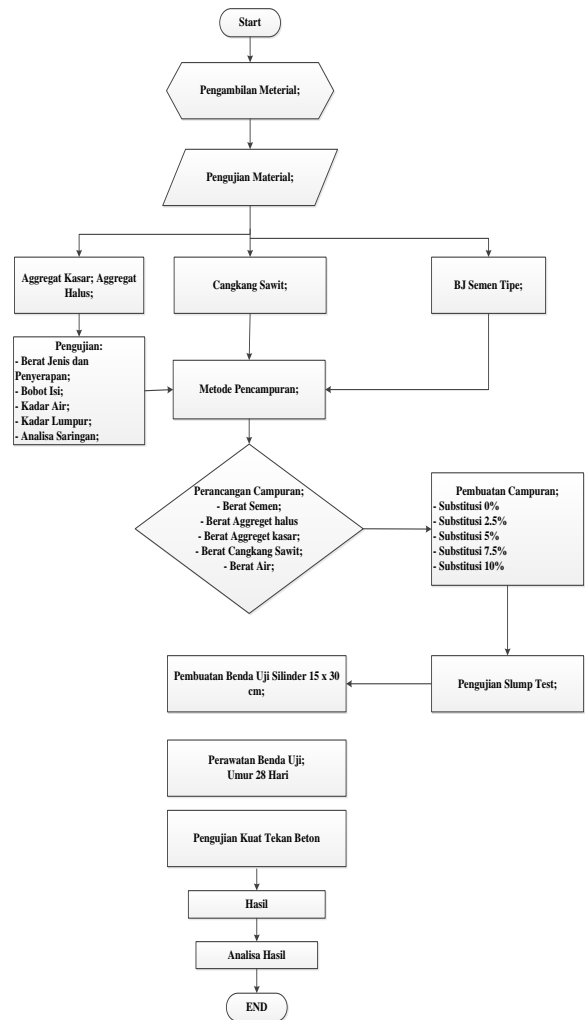 Start
Pengambilan Meterial;
Pengujian Material;
Aggregat Kasar; Aggregat
Halus;
Cangkang Sawit;
BJ Semen Tipe;
Pengujian:
- Berat Jenis dan
Penyerapan;
- Bobot Isi;
- Kadar Air;
- Kadar Lumpur;
- Analisa Saringan;
Metode Pencampuran;
Perancangan Campuran;
- Berat Semen;
- Berat Aggreget halus
- Berat Aggreget kasar;
- Berat Cangkang Sawit;
- Berat Air;
Pembuatan Campuran;
- Substitusi 0%
- Substitusi 2.5%
- Substitusi 5%
- Substitusi 7.5%
- Substitusi 10%
Pengujian Slump Test;
Pembuatan Benda Uji Silinder 15 x 30
cm;
Perawatan Benda Uji;
Umur 28 Hari
Pengujian Kuat Tekan Beton
Hasil
Analisa Hasil
END